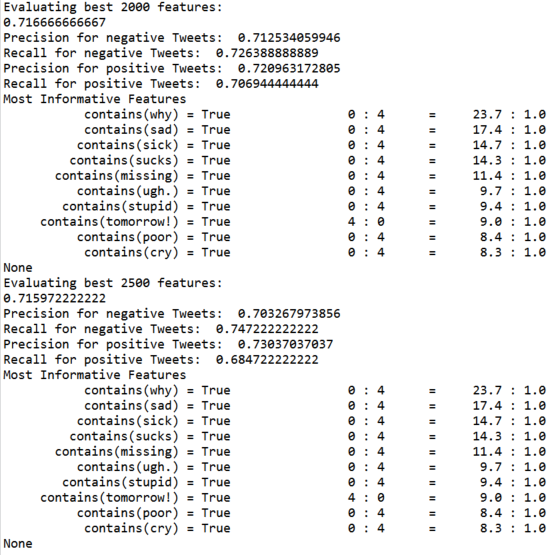 Evaluating best 2000 features:
0.716666666667
Precision for negative Tweets:  0.712534059946
Recall for negative Tweets:  0.726388888889
Precision for positive Tweets:  0.720963172805
Recall for positive Tweets:  0.706944444444
Most Informative Features
contains(why) = True 0 : 4 = 23.7 : 1.0
contains(sad) = True 0 : 4 = 17.4 : 1.0
contains(sick) = True 0 : 4 = 14.7 : 1.0
contains(sucks) = True 0 : 4 = 14.3 : 1.0
contains(missing) = True 0 : 4 = 11.4 : 1.0
contains(ugh.) = True 0 : 4 = 9.7 : 1.0
contains(stupid) = True 0 : 4 = 9.4 : 1.0
contains(tomorrow!) = True 4 : 0 = 9.0 : 1.0
contains(poor) = True 0 : 4 = 8.4 : 1.0
contains(cry) = True 0 : 4 = 8.3 : 1.0
None
Evaluating best 2500 features:
0.715972222222
Precision for negative Tweets:  0.703267973856
Recall for negative Tweets:  0.747222222222
Precision for positive Tweets:  0.73037037037
Recall for positive Tweets:  0.684722222222
Most Informative Features
contains(why) = True 0 : 4 = 23.7 : 1.0
contains(sad) = True 0 : 4 = 17.4 : 1.0
contains(sick) = True 0 : 4 = 14.7 : 1.0
contains(sucks) = True 0 : 4 = 14.3 : 1.0
contains(missing) = True 0 : 4 = 11.4 : 1.0
contains(ugh.) = True 0 : 4 = 9.7 : 1.0
contains(stupid) = True 0 : 4 = 9.4 : 1.0
contains(tomorrow!) = True 4 : 0 = 9.0 : 1.0
contains(poor) = True 0 : 4 = 8.4 : 1.0
contains(cry) = True 0 : 4 = 8.3 : 1.0
None